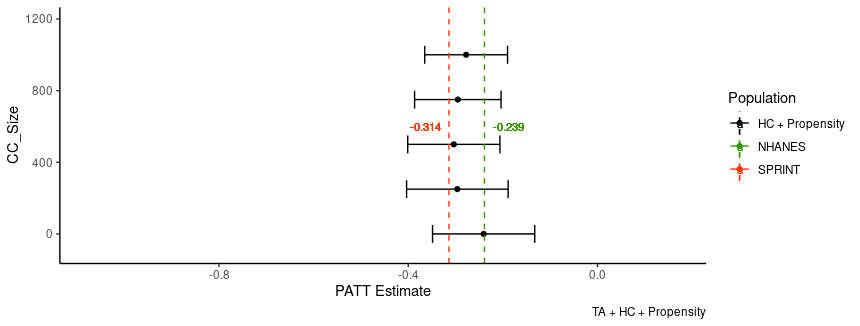 1200
800
400
0
CC_Size
-0.314
-0.239
-0.8
-0.4
0.0
PATT Estimate
TA + HC + Propensity
Population
HC + Propensity
NHANES
SPRINT